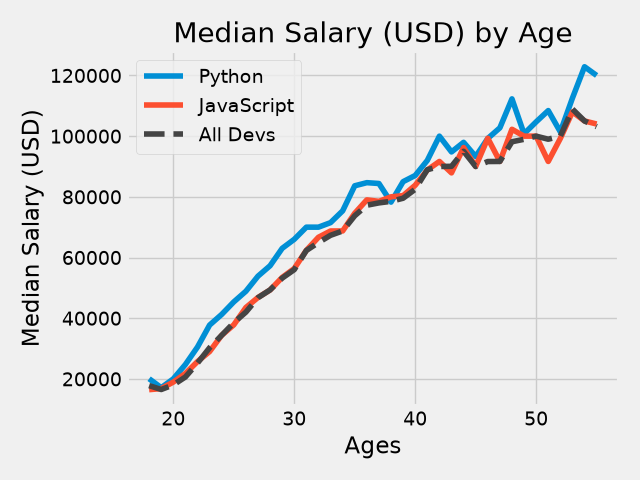 Median Salary (USD) by Age
Median Salary (USD)
120000
100000
80000
60000
40000
20000
Python
JavaScript
All Devs
20 30 40 50
Ages